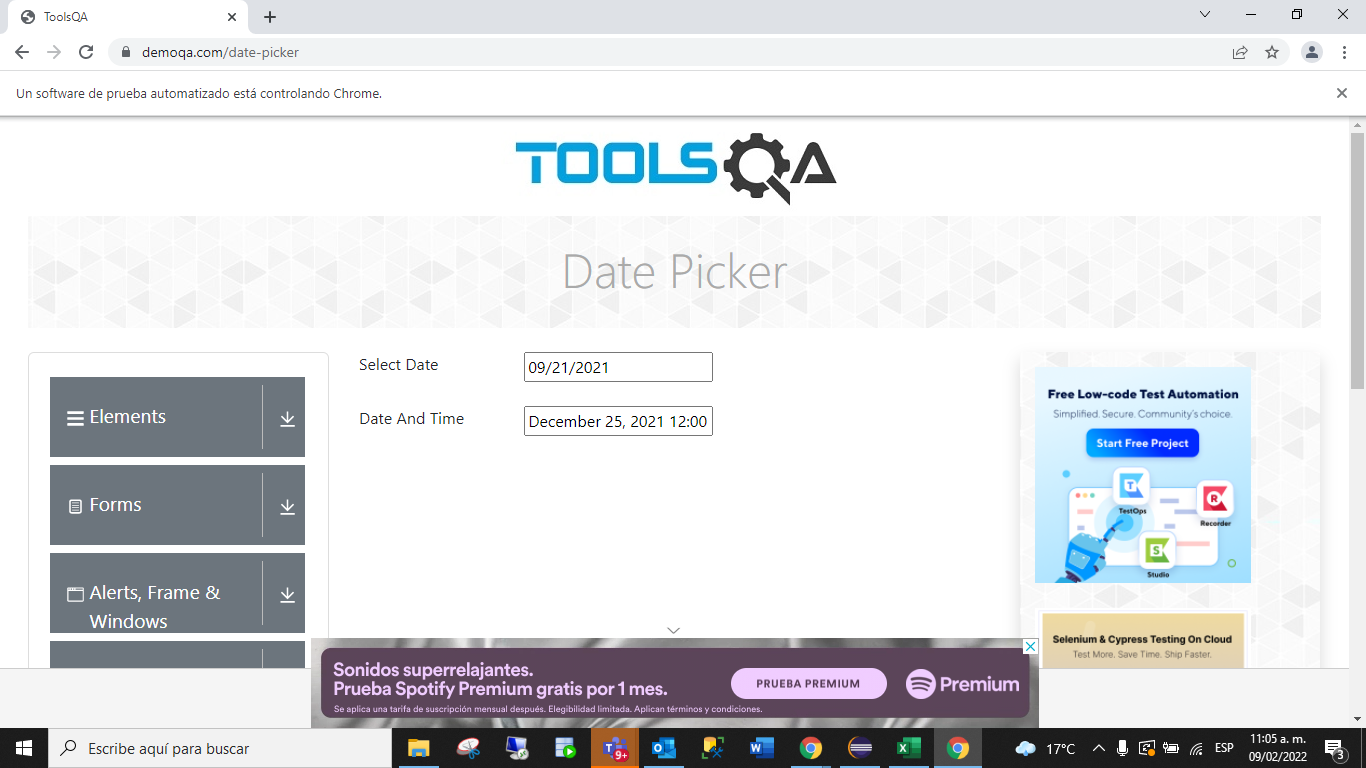 ToolsQA
demoqa.com/date-picker
Un software de prueba automatizado está controlando Chrome.
TOOLSQA
Date Picker
Elements
Forms
Alerts, Frame &
Windows
Select Date
09/21/2021
Date And Time
December 25, 2021 12:00
Free Low-code Test Automation
Simplified. Secure. Community's choice.
Start Free Project
TestOps
Recorder
Studio
Selenium & Cypress Testing On Cloud
Test More. Save Time. Ship Faster.
Sonidos superrelajantes.
Prueba Spotify Premium gratis por 1 mes.
Se aplica una tarifa de suscripción mensual después. Elegibilidad limitada. Aplican términos y condiciones.
PRUEBA PREMIUM
Premium
Escribe aquí para buscar
9+
17°C
ESP
11:05 a. m.
09/02/2022
3